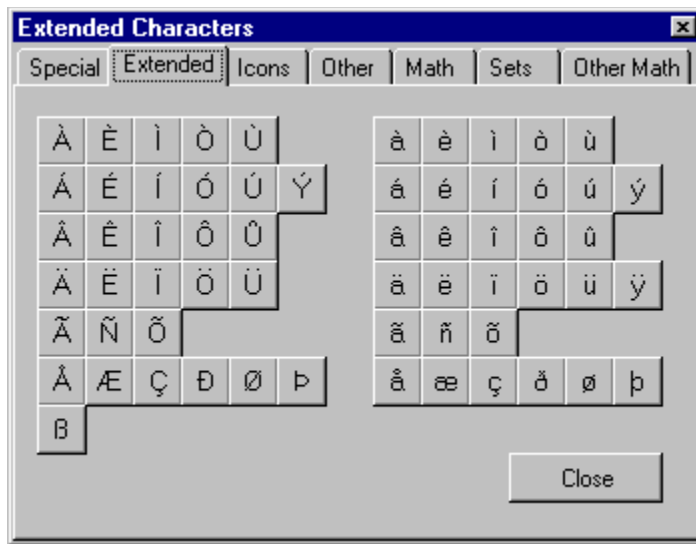 Extended Characters
Special Extended Icons Other Math Sets Other Math
À È Ì Ò Ù à è ì ò ù
Á É Í Ó Ú Ý á é í ó ú ý
Â Ê Î Ô Û â ê î ô û
Ä Ë Ï Ö Ü ä ë ï ö ü ÿ
Ã Ñ Õ ã ñ õ
Å Æ Ç Ð Ø Þ å æ ç ð ø þ
ß
Close